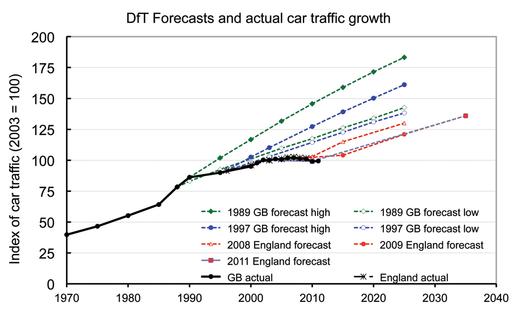 DfT Forecasts and actual car traffic growth
Index of car traffic (2003 = 100)
200
175
150
125
100
75
50
25
0
1989 GB forecast high
1989 GB forecast low
1997 GB forecast high
1997 GB forecast low
2008 England forecast
2009 England forecast
2011 England forecast
GB actual
England actual
1970
1980
1990
2000
2010
2020
2030
2040